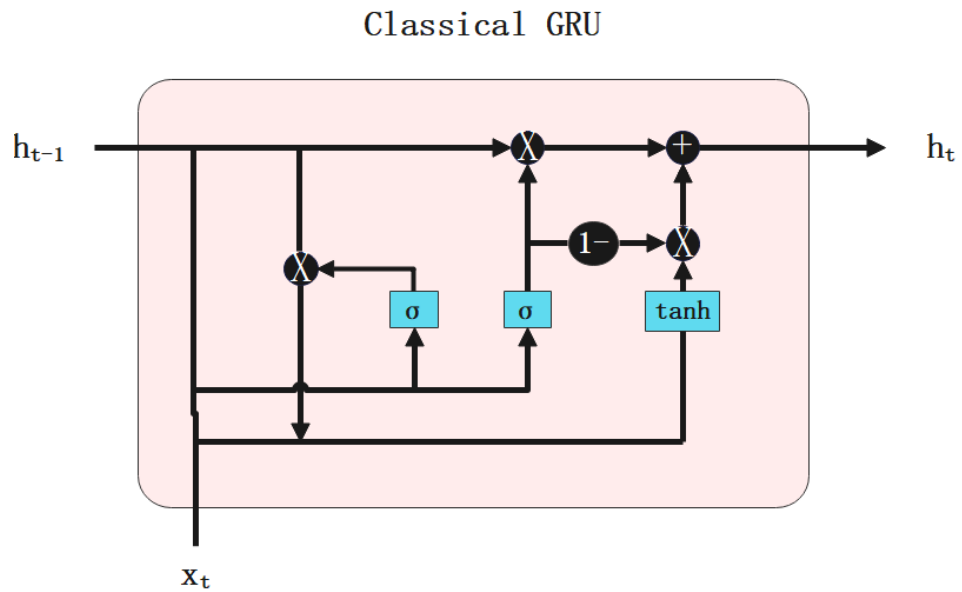 Classical GRU
h_{t-1}
X
+
h_t
1-
X
X
σ
σ
tanh
x_t